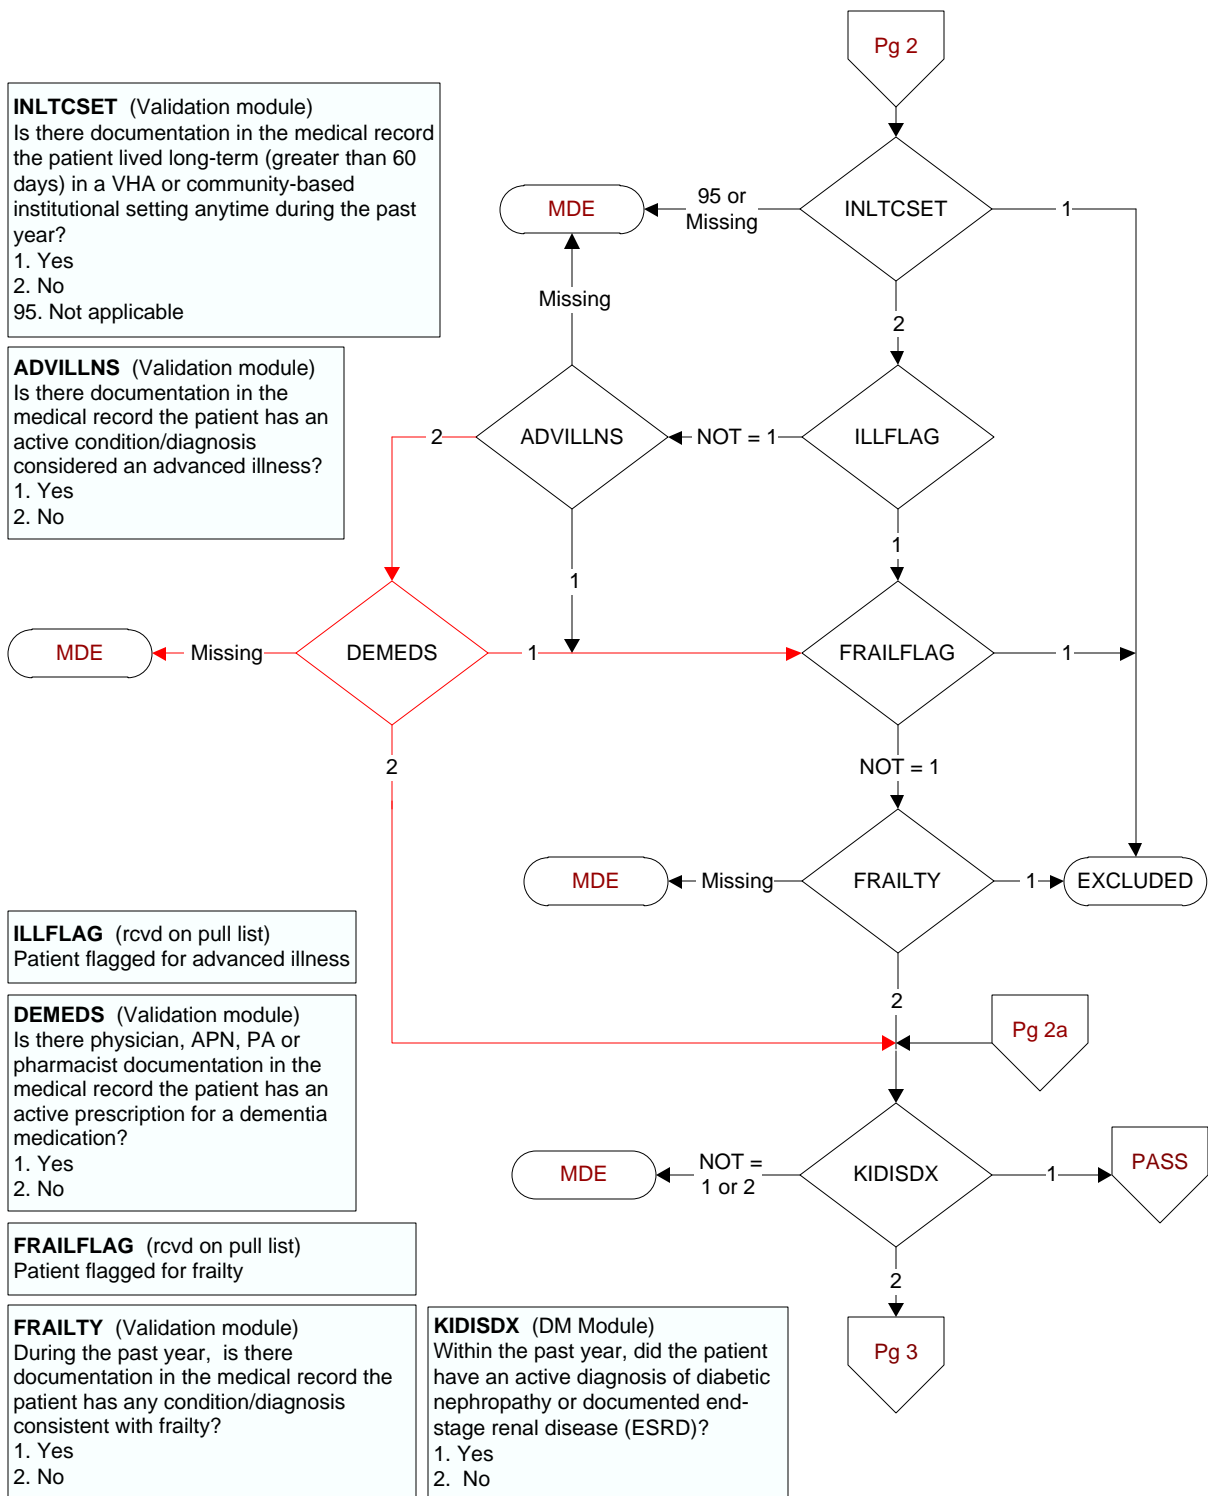 Pg 2
INLTCSET (Validation module)
Is there documentation in the medical record
the patient lived long-term (greater than 60
days) in a VHA or community-based
institutional setting anytime during the past
year?
1. Yes
2. No
95. Not applicable
MDE
95 or
Missing
INLTCSET
1
Missing
2
ADVILLNS (Validation module)
Is there documentation in the
medical record the patient has an
active condition/diagnosis
considered an advanced illness?
1. Yes
2. No
2
ADVILLNS
NOT = 1
ILLFLAG
1
1
MDE
Missing
DEMEDS
1
FRAILFLAG
1
2
NOT = 1
MDE
Missing
FRAILTY
1
EXCLUDED
ILLFLAG (rcvd on pull list)
Patient flagged for advanced illness
2
Pg 2a
DEMEDS (Validation module)
Is there physician, APN, PA or
pharmacist documentation in the
medical record the patient has an
active prescription for a dementia
medication?
1. Yes
2. No
MDE
NOT =
1 or 2
KIDISDX
1
PASS
FRAILFLAG (rcvd on pull list)
Patient flagged for frailty
2
Pg 3
FRAILTY (Validation module)
During the past year, is there
documentation in the medical record the
patient has any condition/diagnosis
consistent with frailty?
1. Yes
2. No
KIDISDX (DM Module)
Within the past year, did the patient
have an active diagnosis of diabetic
nephropathy or documented end-
stage renal disease (ESRD)?
1. Yes
2. No